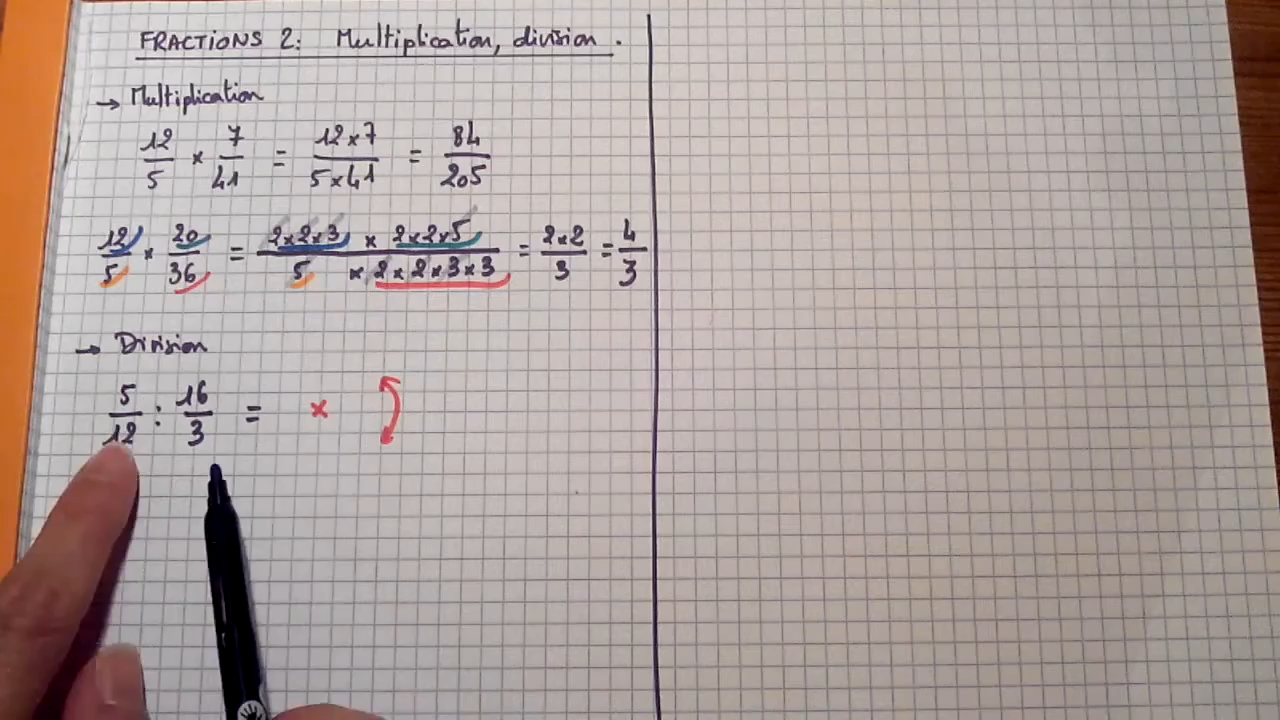 FRACTIONS 2: Multiplication, division.
→ Multiplication
12/5 × 7/41 = 12×7/5×41 = 84/205
12/5 × 20/36 = 2×2×3 × 2×2×5/5 × 2×2×3×3 = 2×2/3 = 4/3
→ Division
5/12 : 16/3 = ×